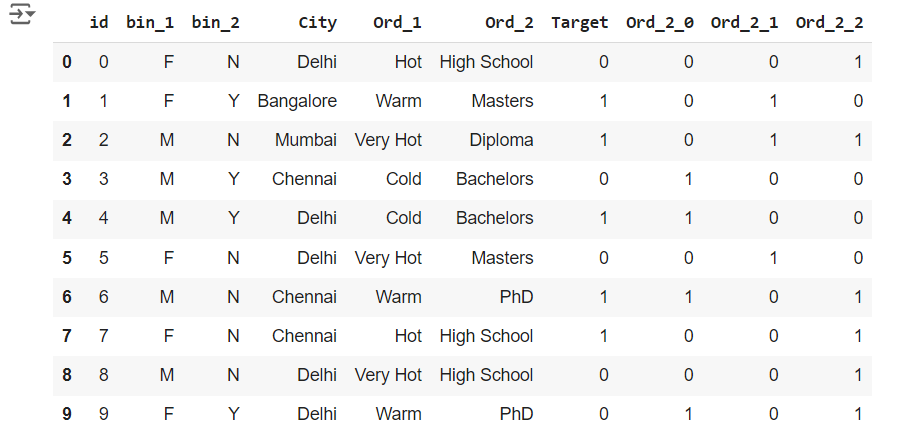 id bin_1 bin_2 City Ord_1 Ord_2 Target Ord_2_0 Ord_2_1 Ord_2_2
0 0 F N Delhi Hot High School 0 0 0 1
1 1 F Y Bangalore Warm Masters 1 0 1 0
2 2 M N Mumbai Very Hot Diploma 1 0 1 1
3 3 M Y Chennai Cold Bachelors 0 1 0 0
4 4 M Y Delhi Cold Bachelors 1 1 0 0
5 5 F N Delhi Very Hot Masters 0 0 1 0
6 6 M N Chennai Warm PhD 1 1 0 1
7 7 F N Chennai Hot High School 1 0 0 1
8 8 M N Delhi Very Hot High School 0 0 0 1
9 9 F Y Delhi Warm PhD 0 1 0 1